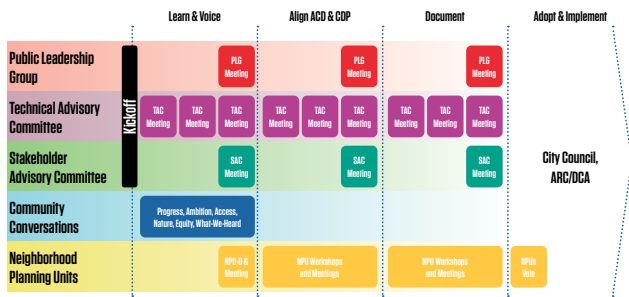 Learn & Voice
Align ACD & CDP
Document
Adopt & Implement
Public Leadership
Group
Kickoff
PLG
Meeting
PLG
Meeting
PLG
Meeting
Technical Advisory
Committee
TAC
Meeting
TAC
Meeting
TAC
Meeting
TAC
Meeting
TAC
Meeting
TAC
Meeting
TAC
Meeting
TAC
Meeting
TAC
Meeting
Stakeholder
Advisory Committee
SAC
Meeting
SAC
Meeting
SAC
Meeting
City Council,
ARC/DCA
Community
Conversations
Progress, Ambition, Access,
Nature, Equity, What-We-Heard
Neighborhood
Planning Units
NPU-U &
Meeting
NPU Workshops
and Meetings
NPU Workshops
and Meetings
NPUs
Vote